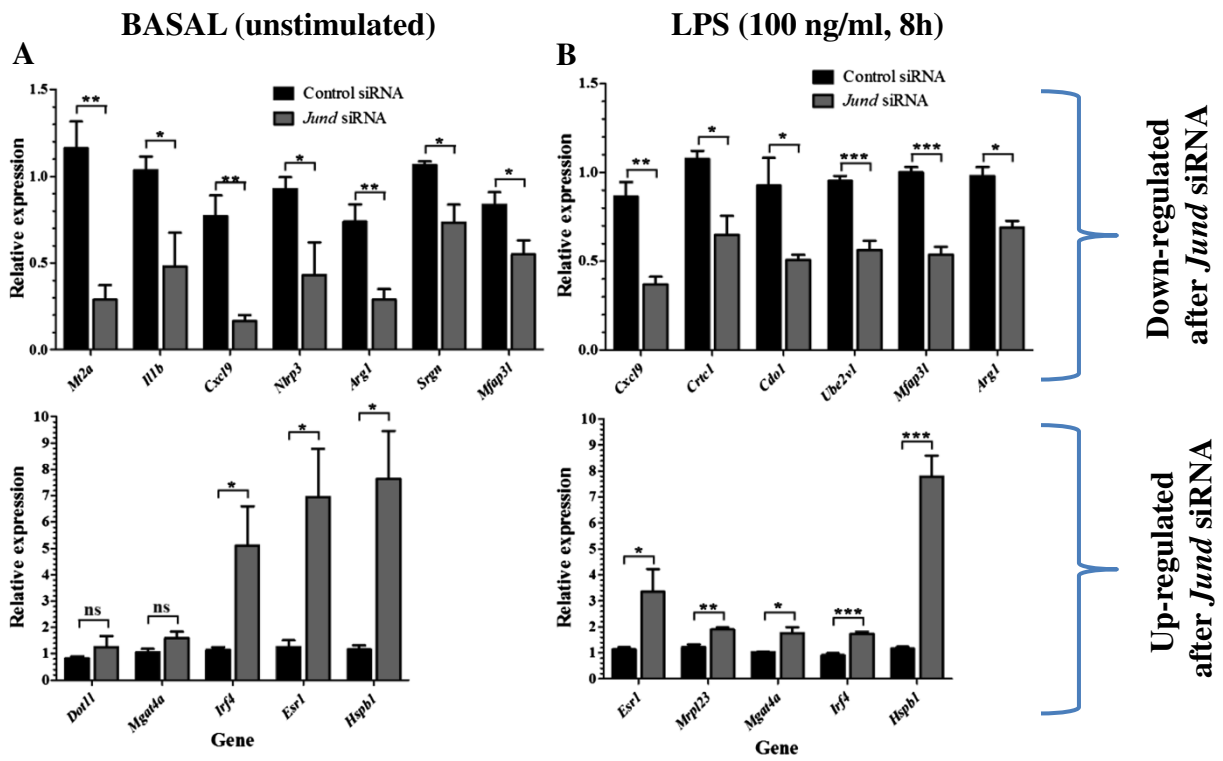 BASAL (unstimulated)
LPS (100 ng/ml, 8h)
A
Relative expression
1.5
1.0
0.5
0.0
Control siRNA
Jund siRNA
**
*
**
*
**
*
*
Mt2a
Il1b
Cxcl9
Nlrp3
Arg1
Srgn
Mfap3l
B
Relative expression
1.5
1.0
0.5
0.0
Control siRNA
Jund siRNA
**
*
*
***
***
*
Cxcl9
Crtc1
Cdo1
Ube2v1
Mfap3l
Arg1
Down-regulated
after Jund siRNA
Relative expression
10
9
8
7
6
5
4
3
2
1
0
ns
ns
*
*
*
Dot1l
Mgat4a
Irf4
Esr1
Hspb1
Gene
Relative expression
10
9
8
7
6
5
4
3
2
1
0
*
**
*
***
***
Esr1
Mrpl23
Mgat4a
Irf4
Hspb1
Gene
Up-regulated
after Jund siRNA